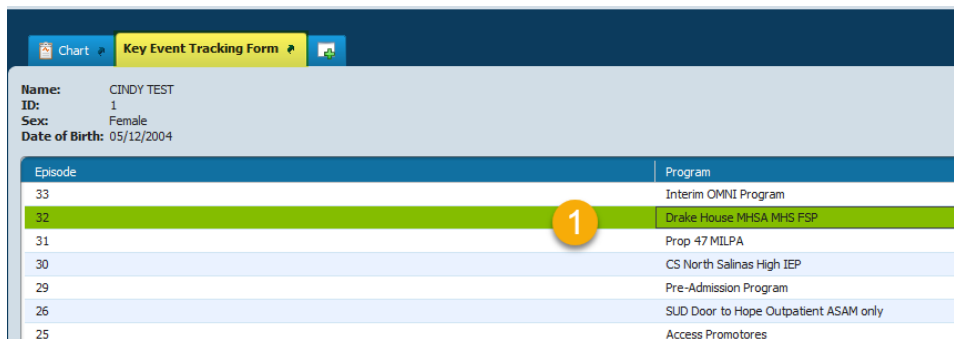 Chart Key Event Tracking Form
Name: CINDY TEST
ID: 1
Sex: Female
Date of Birth: 05/12/2004
Episode Program
33 Interim OMNI Program
32 1 Drake House MHSA MHS FSP
31 Prop 47 MILPA
30 CS North Salinas High IEP
29 Pre-Admission Program
26 SUD Door to Hope Outpatient ASAM only
25 Access Promotores